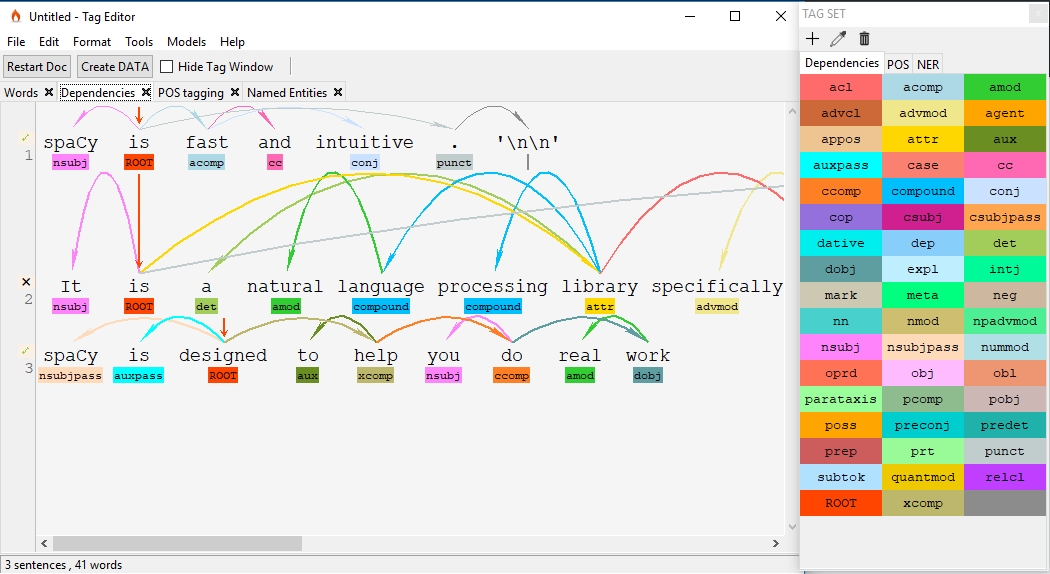 Untitled - Tag Editor
File Edit Format Tools Models Help
Restart Doc Create DATA Hide Tag Window
Words Dependencies POS tagging Named Entities
1 spaCy is fast and intuitive . '\n\n'
nsubj ROOT acomp cc conj punct
2 It is a natural language processing library specifically
nsubj ROOT det amod compound compound attr advmod
3 spaCy is designed to help you do real work
nsubjpass auxpass ROOT aux xcomp nsubj ccomp amod dobj
3 sentences , 41 words
TAG SET
Dependencies POS NER
acl acomp amod
advcl advmod agent
appos attr aux
auxpass case cc
ccomp compound conj
cop csubj csubjpass
dative dep det
dobj expl intj
mark meta neg
nn nmod npadvmod
nsubj nsubjpass nummod
oprd obj obl
parataxis pcomp pobj
poss preconj predet
prep prt punct
subtok quantmod relcl
ROOT xcomp